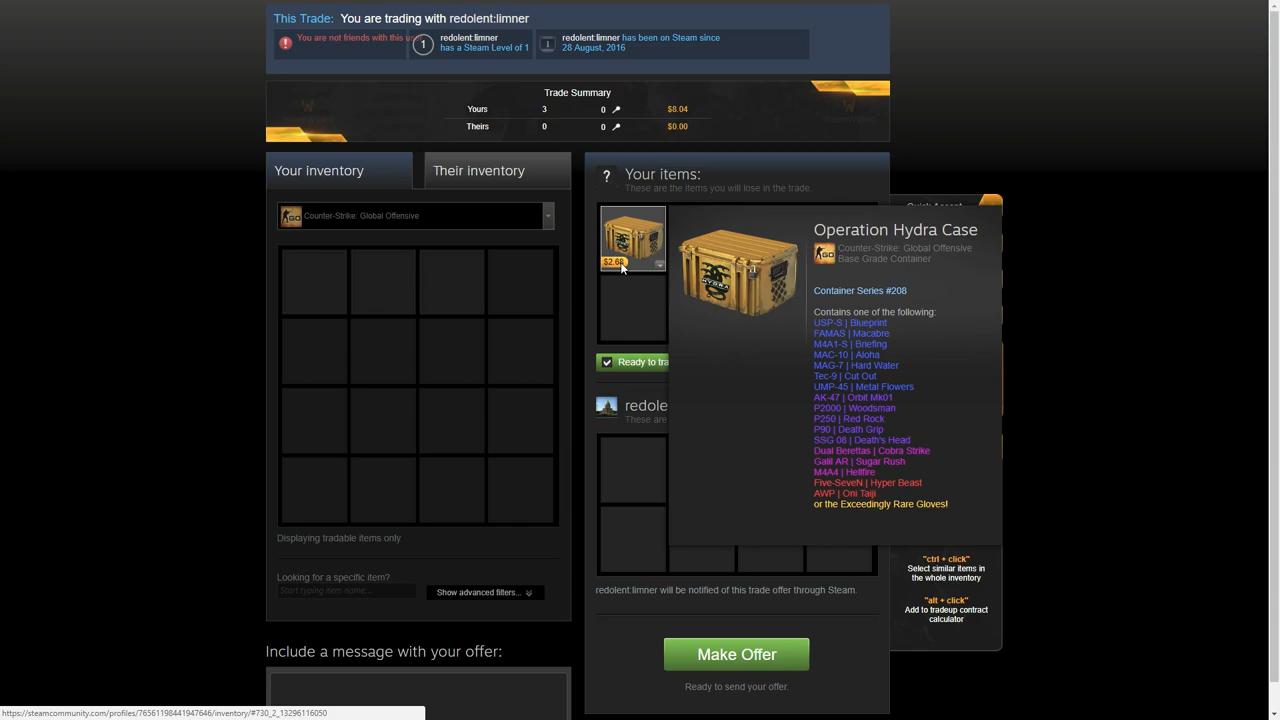 This Trade: You are trading with redolent:limner
You are not friends with this u
1
redolent:limner
has a Steam Level of 1
1
redolent:limner has been on Steam since
28 August, 2016
Trade Summary
Yours 3 0 $8.04
Theirs 0 0 $0.00
Your inventory
Their inventory
Counter-Strike: Global Offensive
Displaying tradable items only
Looking for a specific item?
Start typing item name...
Show advanced filters...
Include a message with your offer:
? Your items:
These are the items you will lose in the trade.
$2.68
Ready to tra
redole
These are
Operation Hydra Case
Counter-Strike: Global Offensive
Base Grade Container
HYDRA
Container Series #208
Contains one of the following:
USP-S | Blueprint
FAMAS | Macabre
M4A1-S | Briefing
MAC-10 | Aloha
MAG-7 | Hard Water
Tec-9 | Cut Out
UMP-45 | Metal Flowers
AK-47 | Orbit Mk01
P2000 | Woodsman
P250 | Red Rock
P90 | Death Grip
SSG 08 | Death's Head
Dual Berettas | Cobra Strike
Galil AR | Sugar Rush
M4A4 | Hellfire
Five-SeveN | Hyper Beast
AWP | Oni Taiji
or the Exceedingly Rare Gloves!
"ctrl + click"
Select similar items in
the whole inventory
"alt + click"
Add to tradeup contract
calculator
redolent:limner will be notified of this trade offer through Steam.
Make Offer
Ready to send your offer.
https://steamcommunity.com/profiles/76561198441947646/inventory/#730_2_13296116050